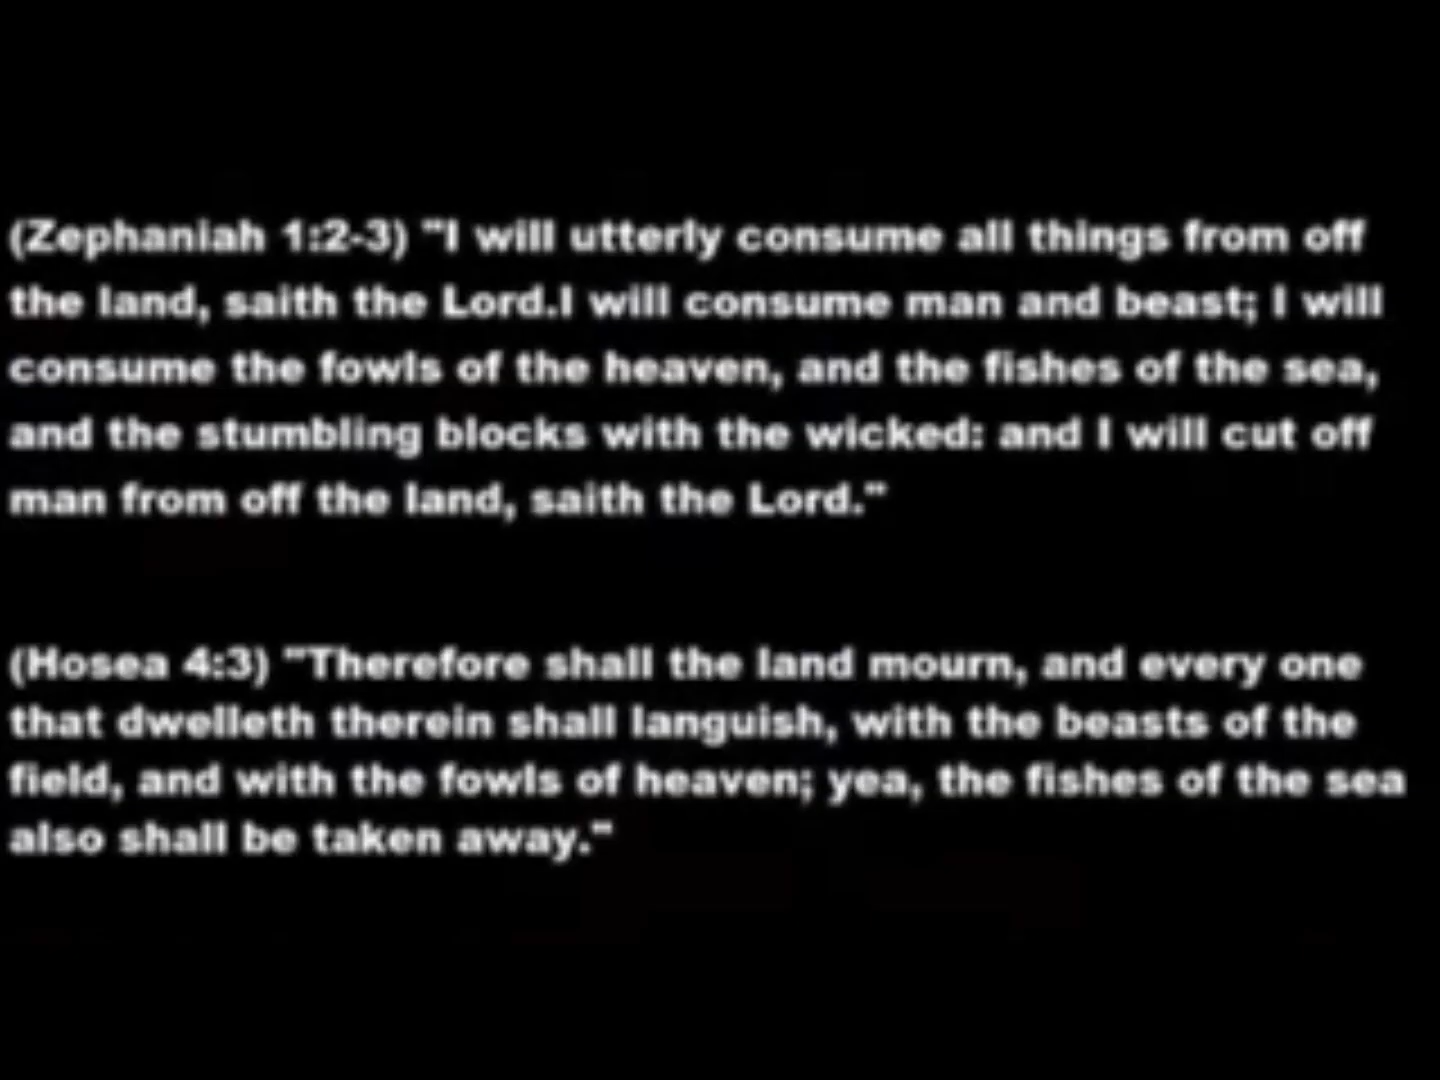 (Zephaniah 1:2-3) "I will utterly consume all things from off
the land, saith the Lord.I will consume man and beast; I will
consume the fowls of the heaven, and the fishes of the sea,
and the stumbling blocks with the wicked: and I will cut off
man from off the land, saith the Lord."
(Hosea 4:3) "Therefore shall the land mourn, and every one
that dwelleth therein shall languish, with the beasts of the
field, and with the fowls of heaven; yea, the fishes of the sea
also shall be taken away."